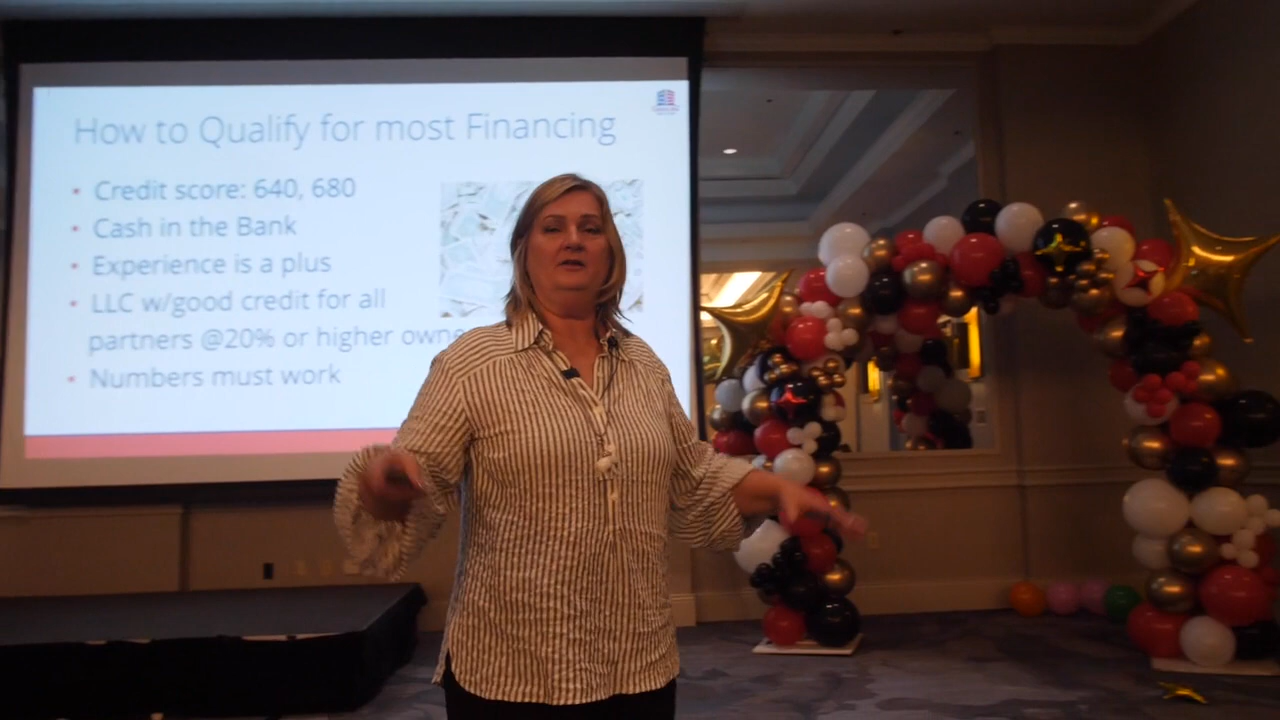 How to Qualify for most Financing
• Credit score: 640, 680
• Cash in the Bank
• Experience is a plus
• LLC w/good credit for all
partners @20% or higher owne
• Numbers must work